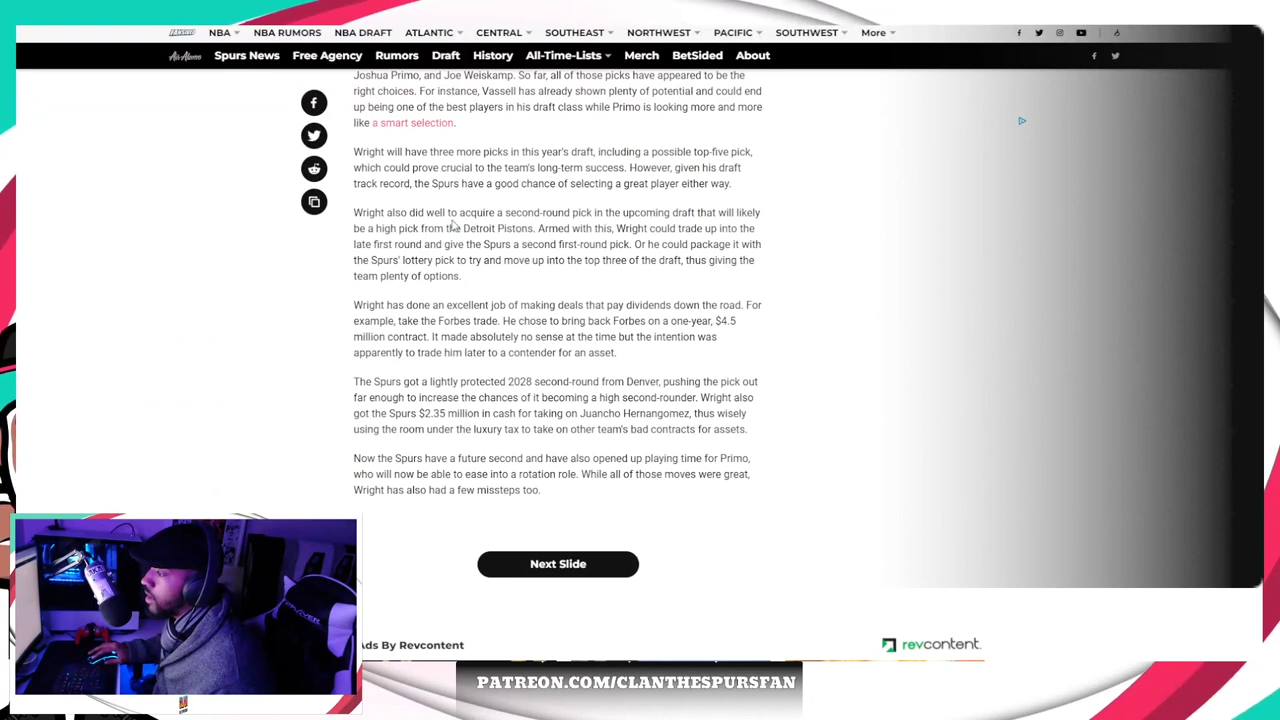 FANSIDED NBA NBA RUMORS NBA DRAFT ATLANTIC CENTRAL SOUTHEAST NORTHWEST PACIFIC SOUTHWEST More
Air Alamo Spurs News Free Agency Rumors Draft History All-Time-Lists Merch BetSided About
Joshua Primo, and Joe Weiskamp. So far, all of those picks have appeared to be the
right choices. For instance, Vassell has already shown plenty of potential and could end
up being one of the best players in his draft class while Primo is looking more and more
like a smart selection.
Wright will have three more picks in this year's draft, including a possible top-five pick,
which could prove crucial to the team's long-term success. However, given his draft
track record, the Spurs have a good chance of selecting a great player either way.
Wright also did well to acquire a second-round pick in the upcoming draft that will likely
be a high pick from the Detroit Pistons. Armed with this, Wright could trade up into the
late first round and give the Spurs a second first-round pick. Or he could package it with
the Spurs' lottery pick to try and move up into the top three of the draft, thus giving the
team plenty of options.
Wright has done an excellent job of making deals that pay dividends down the road. For
example, take the Forbes trade. He chose to bring back Forbes on a one-year, $4.5
million contract. It made absolutely no sense at the time but the intention was
apparently to trade him later to a contender for an asset.
The Spurs got a lightly protected 2028 second-round from Denver, pushing the pick out
far enough to increase the chances of it becoming a high second-rounder. Wright also
got the Spurs $2.35 million in cash for taking on Juancho Hernangomez, thus wisely
using the room under the luxury tax to take on other team's bad contracts for assets.
Now the Spurs have a future second and have also opened up playing time for Primo,
who will now be able to ease into a rotation role. While all of those moves were great,
Wright has also had a few missteps too.
Next Slide
Ads By Revcontent
revcontent.
PATREON.COM/CLANTHESPURSFAN